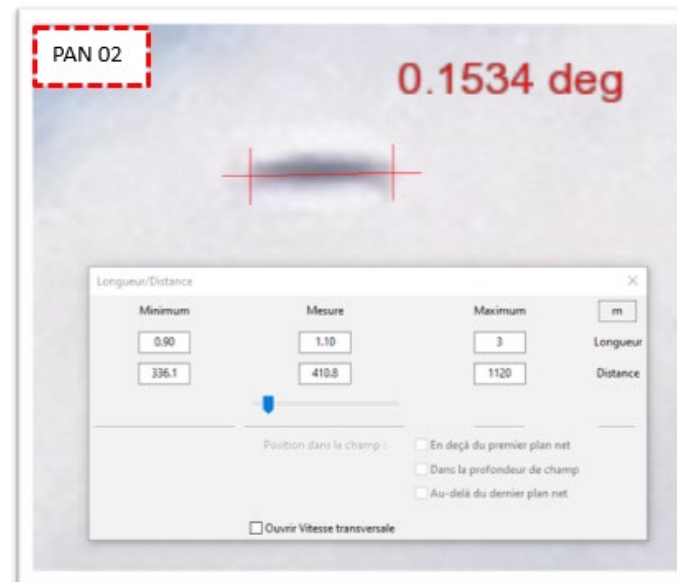 PAN 02
0.1534 deg
Longueur/Distance
Minimum Mesure Maximum m
0.90 1.10 3 Longueur
336.1 410.8 1120 Distance
Position dans le champ : En deçà du premier plan net
Dans la profondeur de champ
Au-delà du dernier plan net
Ouvrir Vitesse transversale